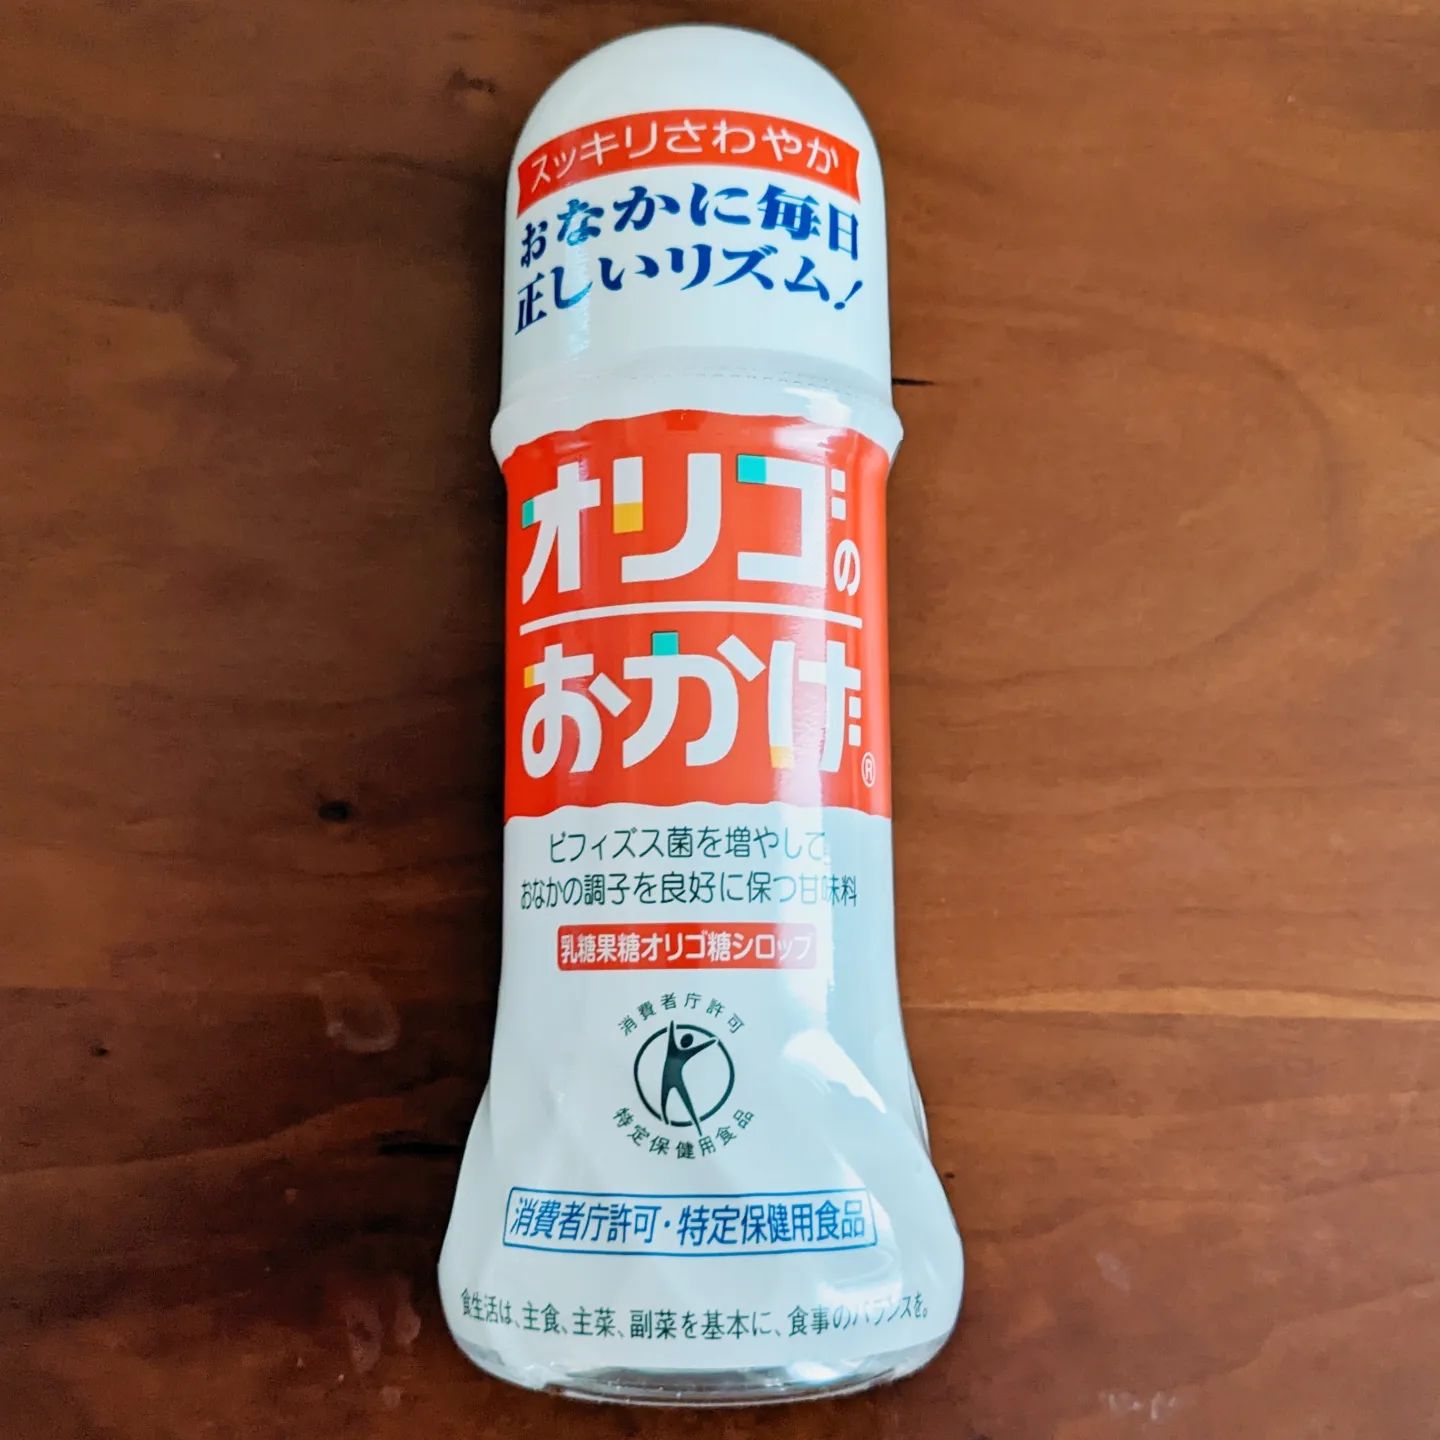 スッキリさわやか
おなかに毎日
正しいリズム!
オリゴの
おかげ®
ビフィズス菌を増やして
おなかの調子を良好に保つ甘味料
乳糖果糖オリゴ糖シロップ
消費者庁許可
特定保健用食品
消費者庁許可・特定保健用食品
食生活は、主食、主菜、副菜を基本に、食事のバランスを。